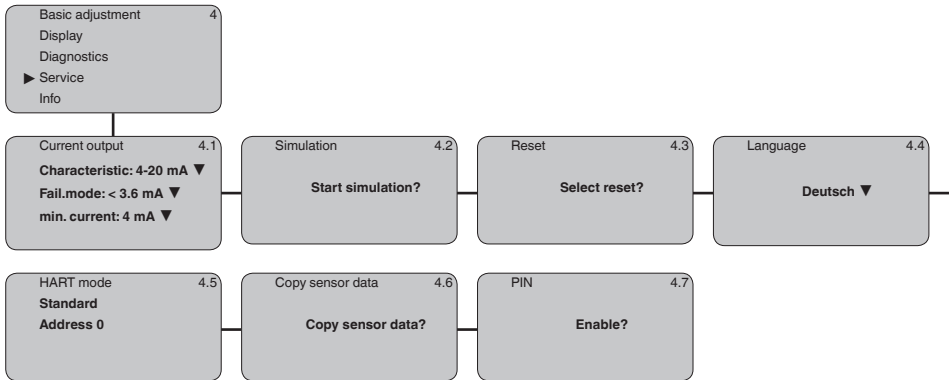 Basic adjustment 4
Display
Diagnostics
▶ Service
Info
Current output 4.1
Characteristic: 4-20 mA ▼
Fail.mode: < 3.6 mA ▼
min. current: 4 mA ▼
Simulation 4.2
Start simulation?
Reset 4.3
Select reset?
Language 4.4
Deutsch ▼
HART mode 4.5
Standard
Address 0
Copy sensor data 4.6
Copy sensor data?
PIN 4.7
Enable?